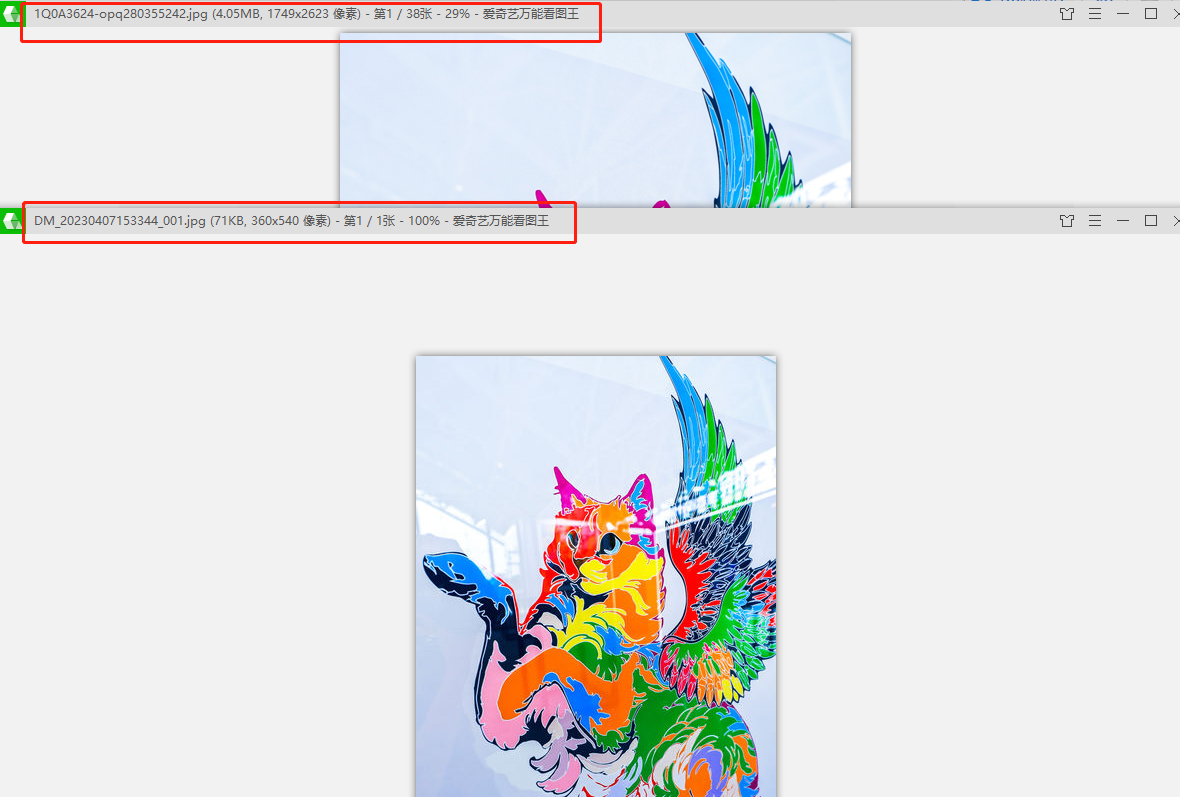 1Q0A3624-opq280355242.jpg (4.05MB, 1749x2623 像素) - 第1 / 38张 - 29% - 爱奇艺万能看图王
DM_20230407153344_001.jpg (71KB, 360x540 像素) - 第1 / 1张 - 100% - 爱奇艺万能看图王